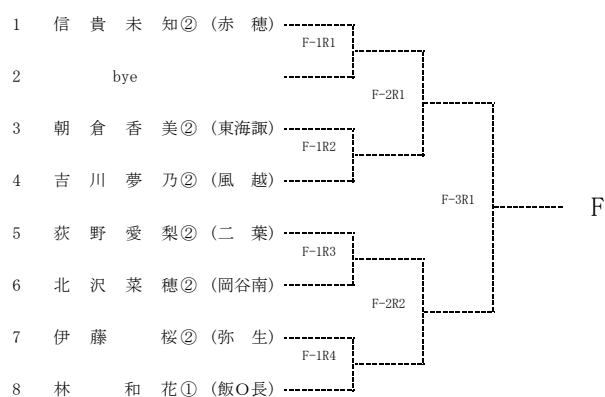 1 信 貴 未 知② (赤 穂)
F-1R1
2 bye
F-2R1
3 朝 倉 香 美② (東海諏)
F-1R2
4 吉 川 夢 乃② (風 越)
F-3R1 F
5 荻 野 愛 梨② (二 葉)
F-1R3
6 北 沢 菜 穂② (岡谷南)
F-2R2
7 伊 藤 桜② (弥 生)
F-1R4
8 林 和 花① (飯O長)